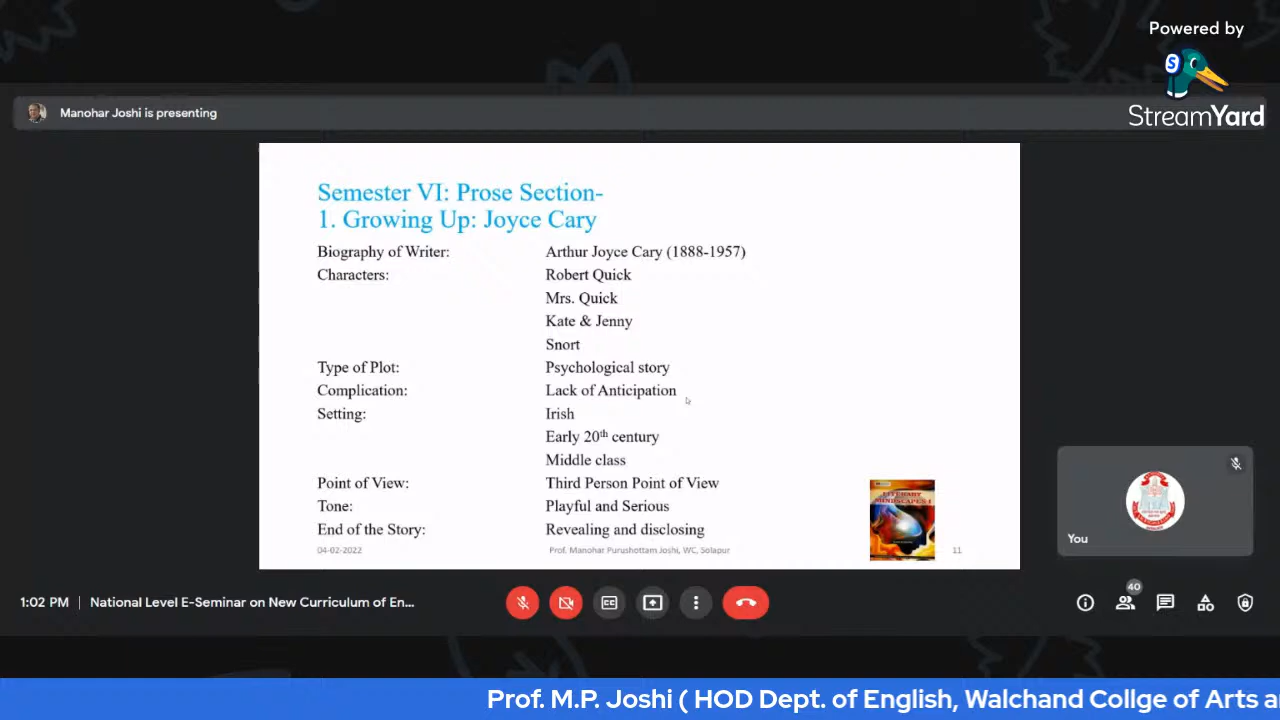 Powered by
StreamYard
Manohar Joshi is presenting
Semester VI: Prose Section-
1. Growing Up: Joyce Cary
Biography of Writer: Arthur Joyce Cary (1888-1957)
Characters: Robert Quick
Mrs. Quick
Kate & Jenny
Snort
Type of Plot: Psychological story
Complication: Lack of Anticipation
Setting: Irish
Early 20th century
Middle class
Point of View: Third Person Point of View
Tone: Playful and Serious
End of the Story: Revealing and disclosing
04-02-2022 Prof. Manohar Purushottam Joshi, WC, Solapur 11
LITERARY
MINDSCAPES-I
You
40
1:02 PM | National Level E-Seminar on New Curriculum of En...
Prof. M.P. Joshi ( HOD Dept. of English, Walchand Collge of Arts a